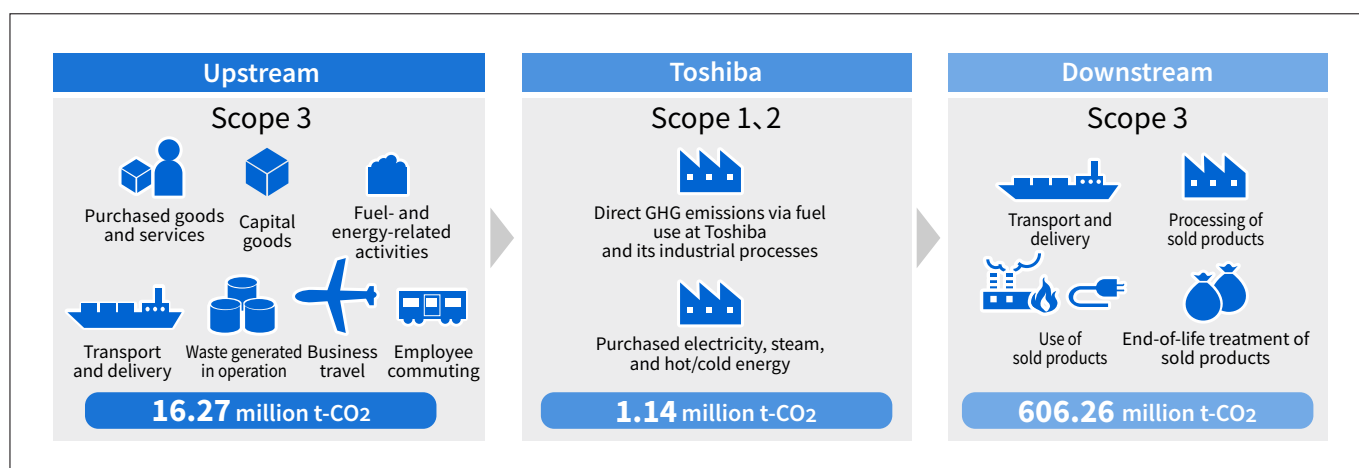 Upstream
Scope 3
Purchased goods
and services
Capital
goods
Fuel- and
energy-related
activities
Transport
and delivery
Waste generated
in operation
Business
travel
Employee
commuting
16.27 million t-CO2
Toshiba
Scope 1、2
Direct GHG emissions via fuel
use at Toshiba
and its industrial processes
Purchased electricity, steam,
and hot/cold energy
1.14 million t-CO2
Downstream
Scope 3
Transport and
delivery
Processing of
sold products
Use of
sold products
End-of-life treatment of
sold products
606.26 million t-CO2